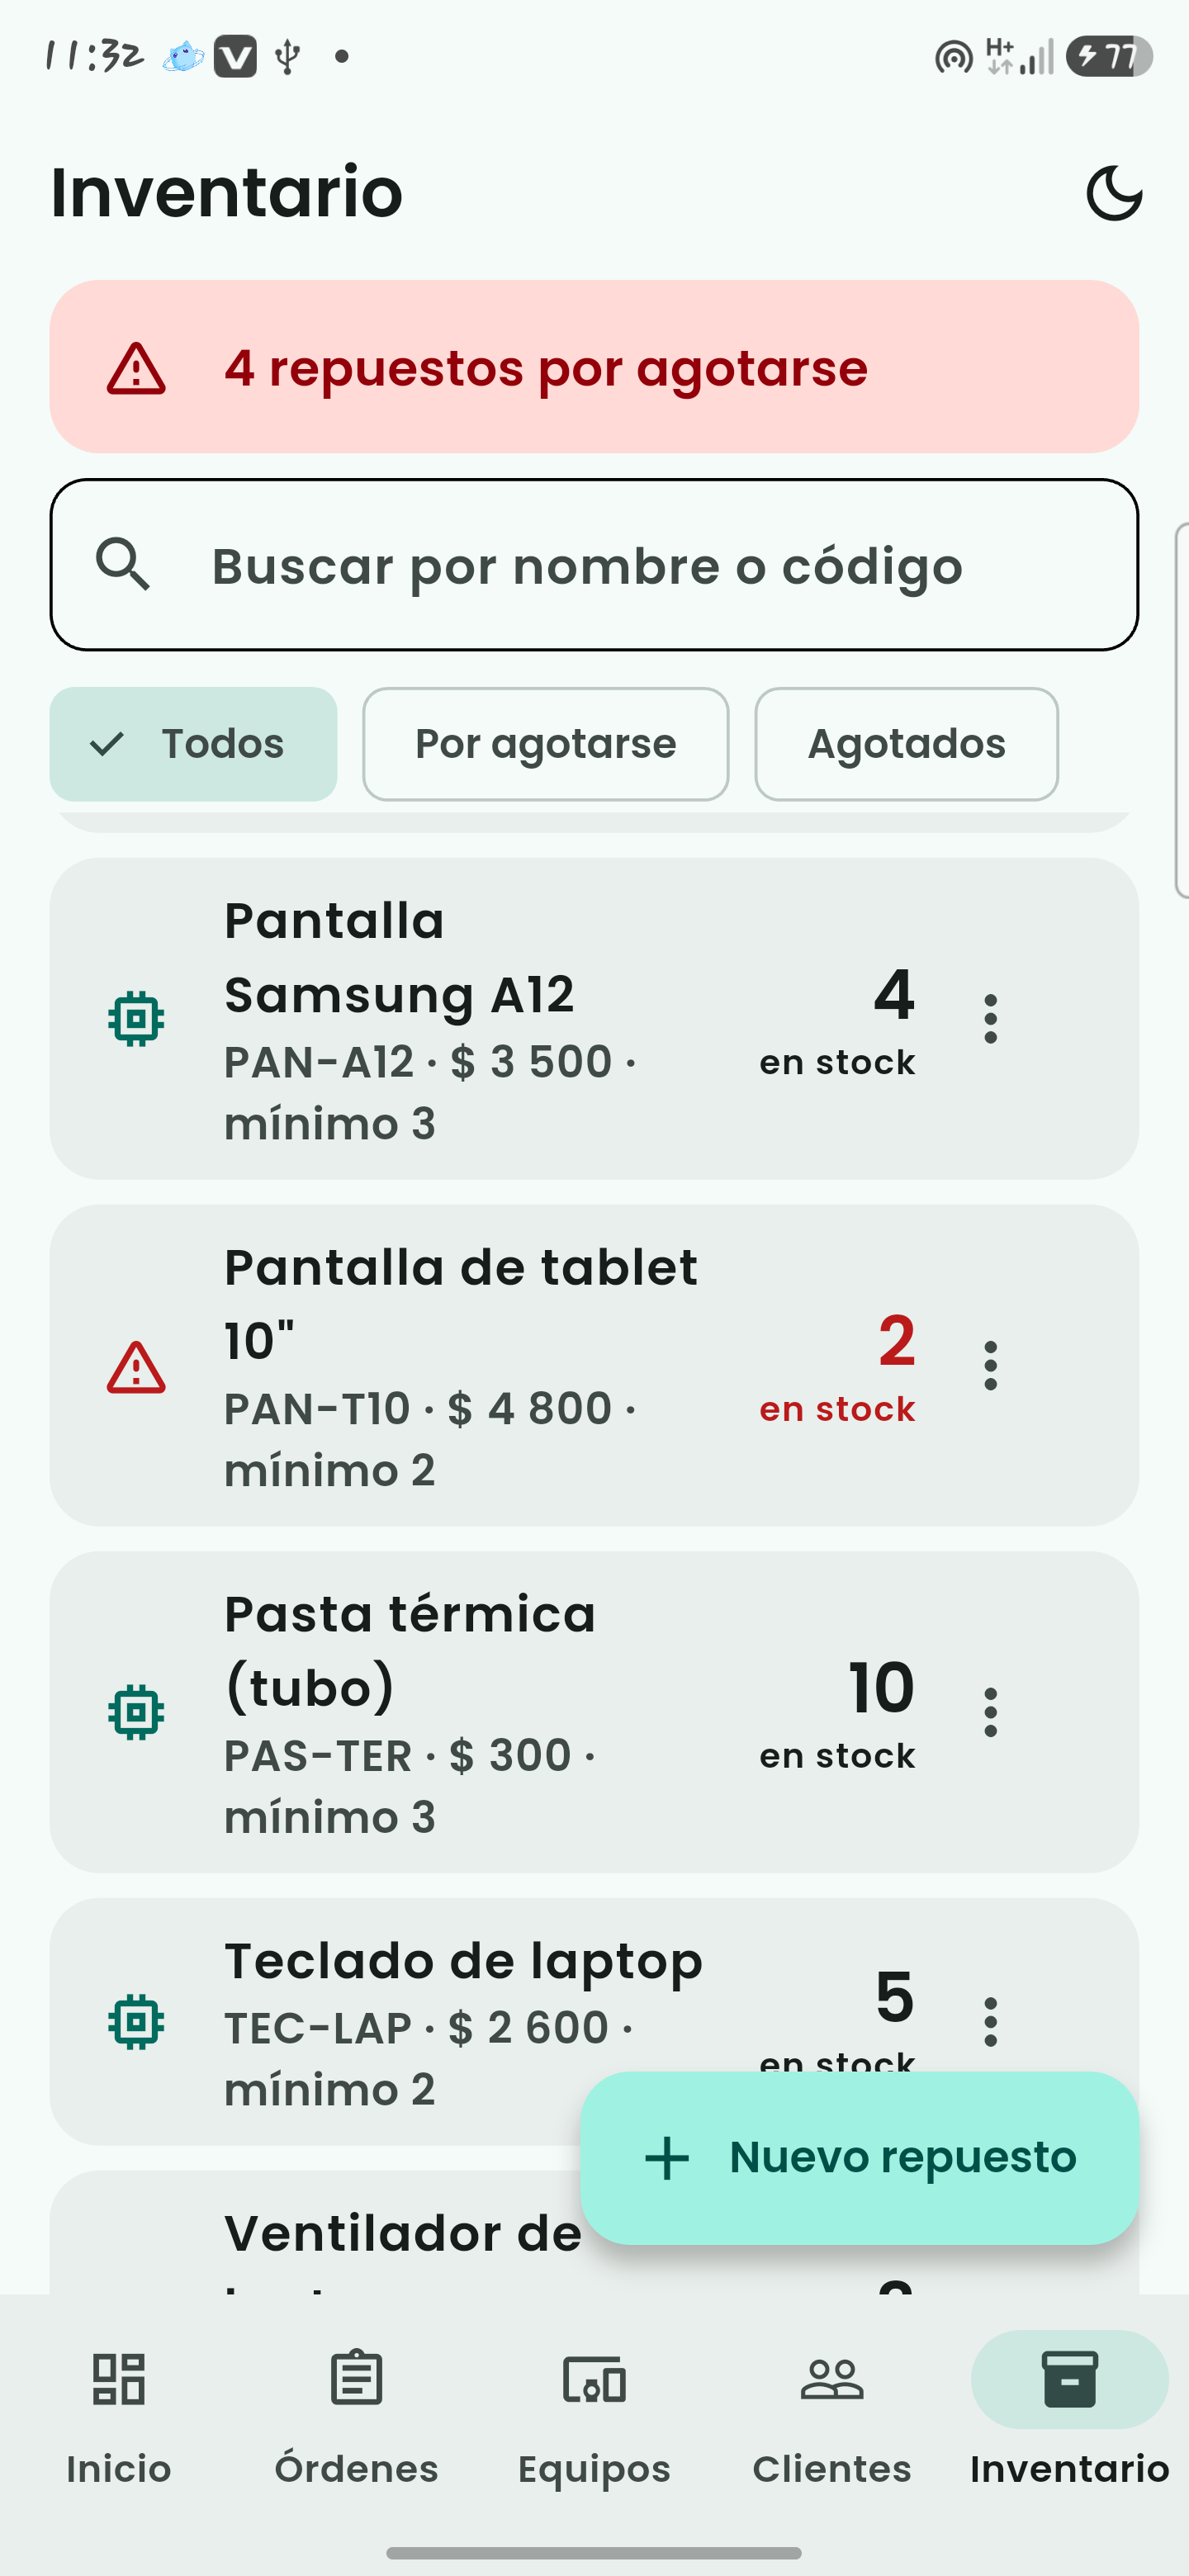 11:32
H+
77
Inventario
4 repuestos por agotarse
Buscar por nombre o código
Todos
Por agotarse
Agotados
Pantalla
Samsung A12
PAN-A12 · $ 3 500 ·
mínimo 3
4
en stock
Pantalla de tablet
10"
PAN-T10 · $ 4 800 ·
mínimo 2
2
en stock
Pasta térmica
(tubo)
PAS-TER · $ 300 ·
mínimo 3
10
en stock
Teclado de laptop
TEC-LAP · $ 2 600 ·
mínimo 2
5
en stock
Nuevo repuesto
Ventilador de
Inicio
Órdenes
Equipos
Clientes
Inventario